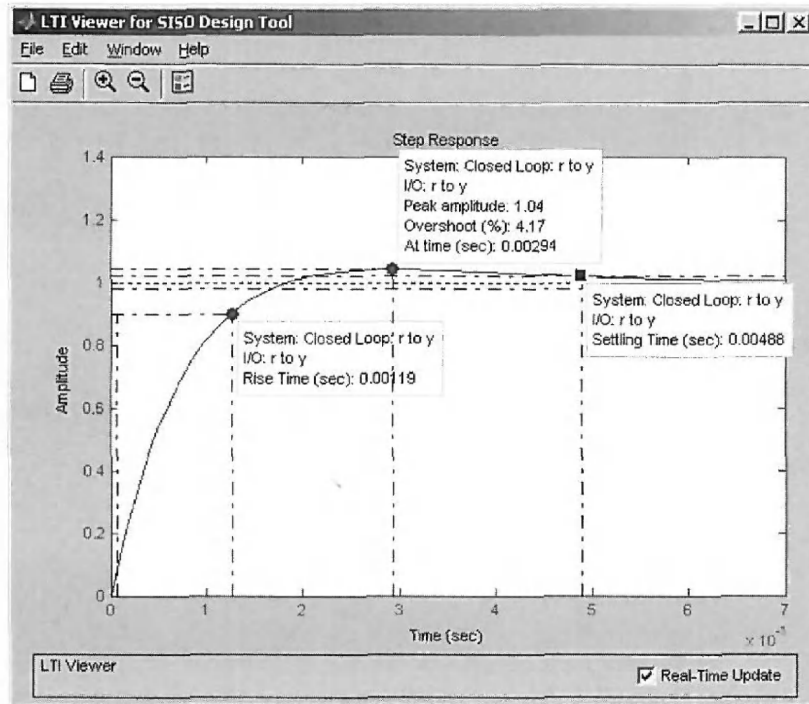 LTI Viewer for SISO Design Tool
File Edit Window Help
Step Response
System: Closed Loop: r to y
I/O: r to y
Peak amplitude: 1.04
Overshoot (%): 4.17
At time (sec): 0.00294
System: Closed Loop: r to y
I/O: r to y
Settling Time (sec): 0.00488
System: Closed Loop: r to y
I/O: r to y
Rise Time (sec): 0.00119
Amplitude
1.4
1.2
1
0.8
0.6
0.4
0.2
0
0 1 2 3 4 5 6 7
Time (sec)
LTI Viewer
Real-Time Update